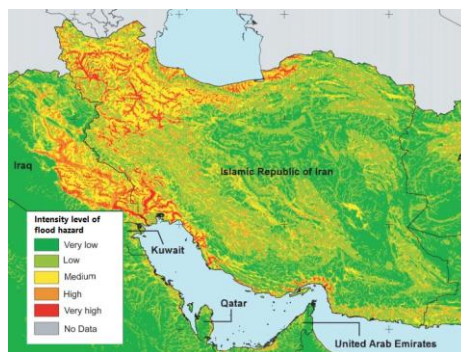 Iraq
Islamic Republic of Iran
A
Intensity level of
flood hazard
Very low
Low
Medium
High
Very high
No Data
Kuwait
Qatar
United Arab Emirates